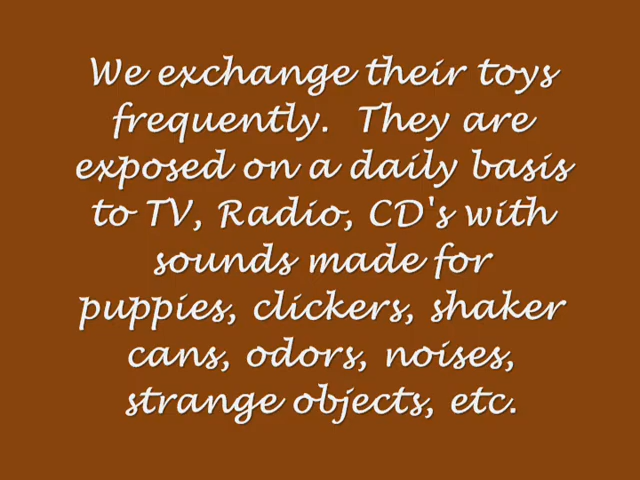 We exchange their toys
frequently.  They are
exposed on a daily basis
to TV, Radio, CD's with
sounds made for
puppies, clickers, shaker
cans, odors, noises,
strange objects, etc.